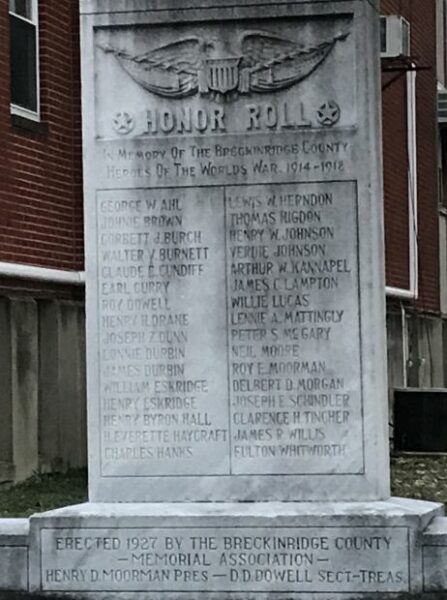 HONOR ROLL
IN MEMORY OF THE BRECKINRIDGE COUNTY
HEROES OF THE WORLDS WAR, 1914-1918
GEORGE W. AHL
JOHNIE BROWN
CORBETT J. BURCH
WALTER V. BURNETT
CLAUDE C. CUNDIFF
EARL CURRY
ROY DOWELL
HENRY H. DRANE
JOSEPH Z. DUNN
LONNIE DURBIN
JAMES DURBIN
WILLIAM ESKRIDGE
HENRY ESKRIDGE
HENRY BYRON HALL
H. EVERETTE HAYCRAFT
CHARLES HANKS
LEWIS W. HERNDON
THOMAS HIGDON
HENRY W. JOHNSON
VERDIE JOHNSON
ARTHUR W. KANNAPEL
JAMES C. LAMPTON
WILLIE LUCAS
LENNIE A. MATTINGLY
PETER S. MC GARY
NEIL MOORE
ROY E. MOORMAN
DELBERT D. MORGAN
JOSEPH E. SCHINDLER
CLARENCE H. TINCHER
JAMES R. WILLIS
FULTON WHITWORTH
ERECTED 1927 BY THE BRECKINRIDGE COUNTY
- MEMORIAL ASSOCIATION -
HENRY D. MOORMAN PRES - D.D. DOWELL SECT-TREAS.